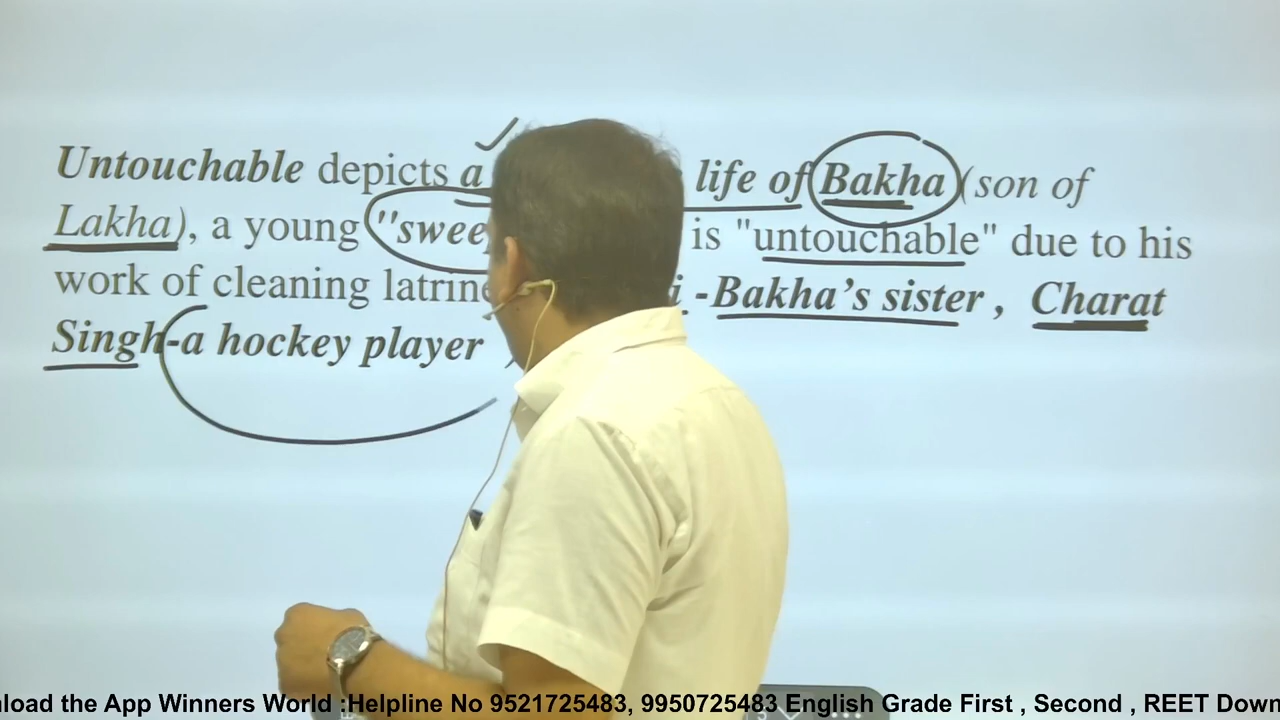 Untouchable depicts a life of Bakha (son of
Lakha), a young "swee is "untouchable" due to his
work of cleaning latrine i -Bakha's sister , Charat
Singh-a hockey player
nload the App Winners World :Helpline No 9521725483, 9950725483 English Grade First , Second , REET Down